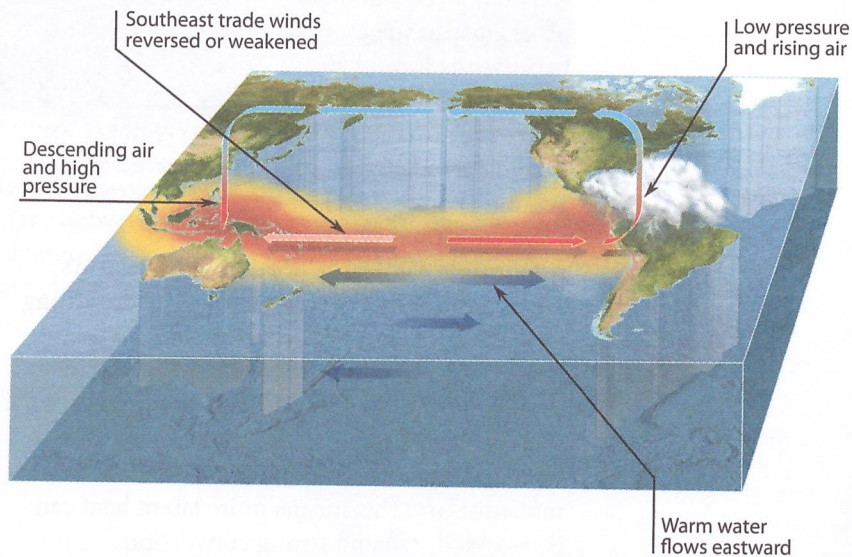 Southeast trade winds
reversed or weakened
Low pressure
and rising air
Descending air
and high
pressure
Warm water
flows eastward